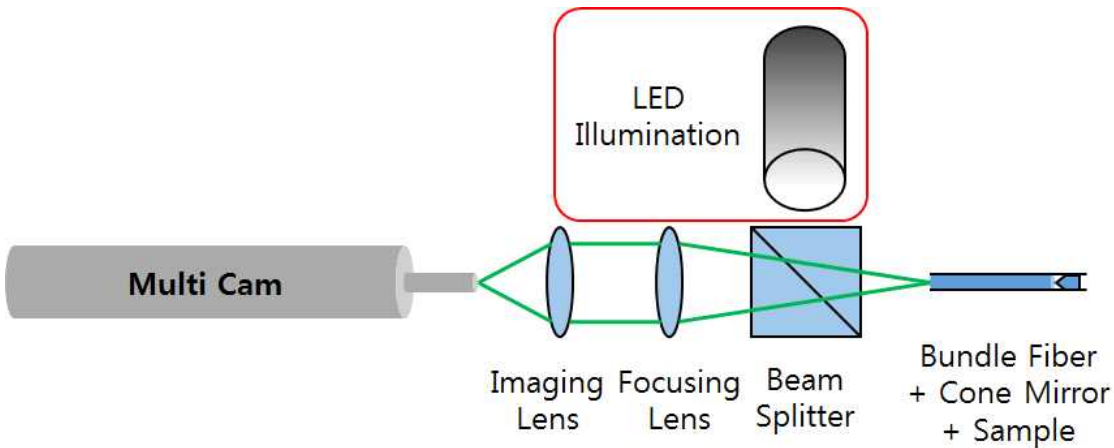 LED
Illumination
Multi Cam
Imaging
Lens
Focusing
Lens
Beam
Splitter
Bundle Fiber
+ Cone Mirror
+ Sample